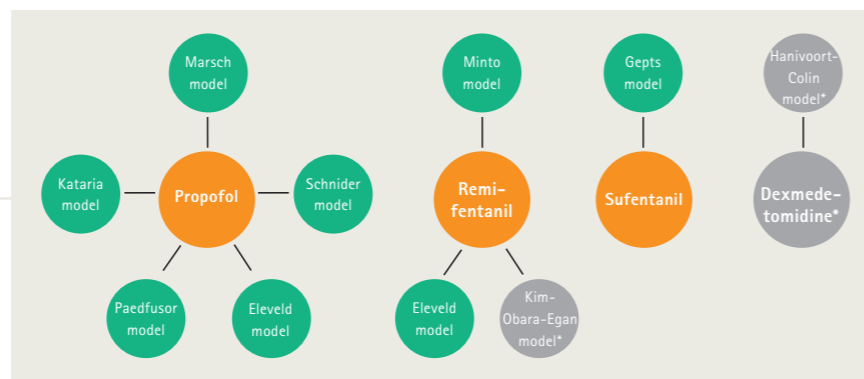 Marsch
model
Minto
model
Gepts
model
Hanivoort-
Colin
model*
Kataria
model
Propofol
Schnider
model
Remi-
fentanil
Sufentanil
Dexmede-
tomidine*
Paedfusor
model
Eleveld
model
Eleveld
model
Kim-
Obara-Egan
model*